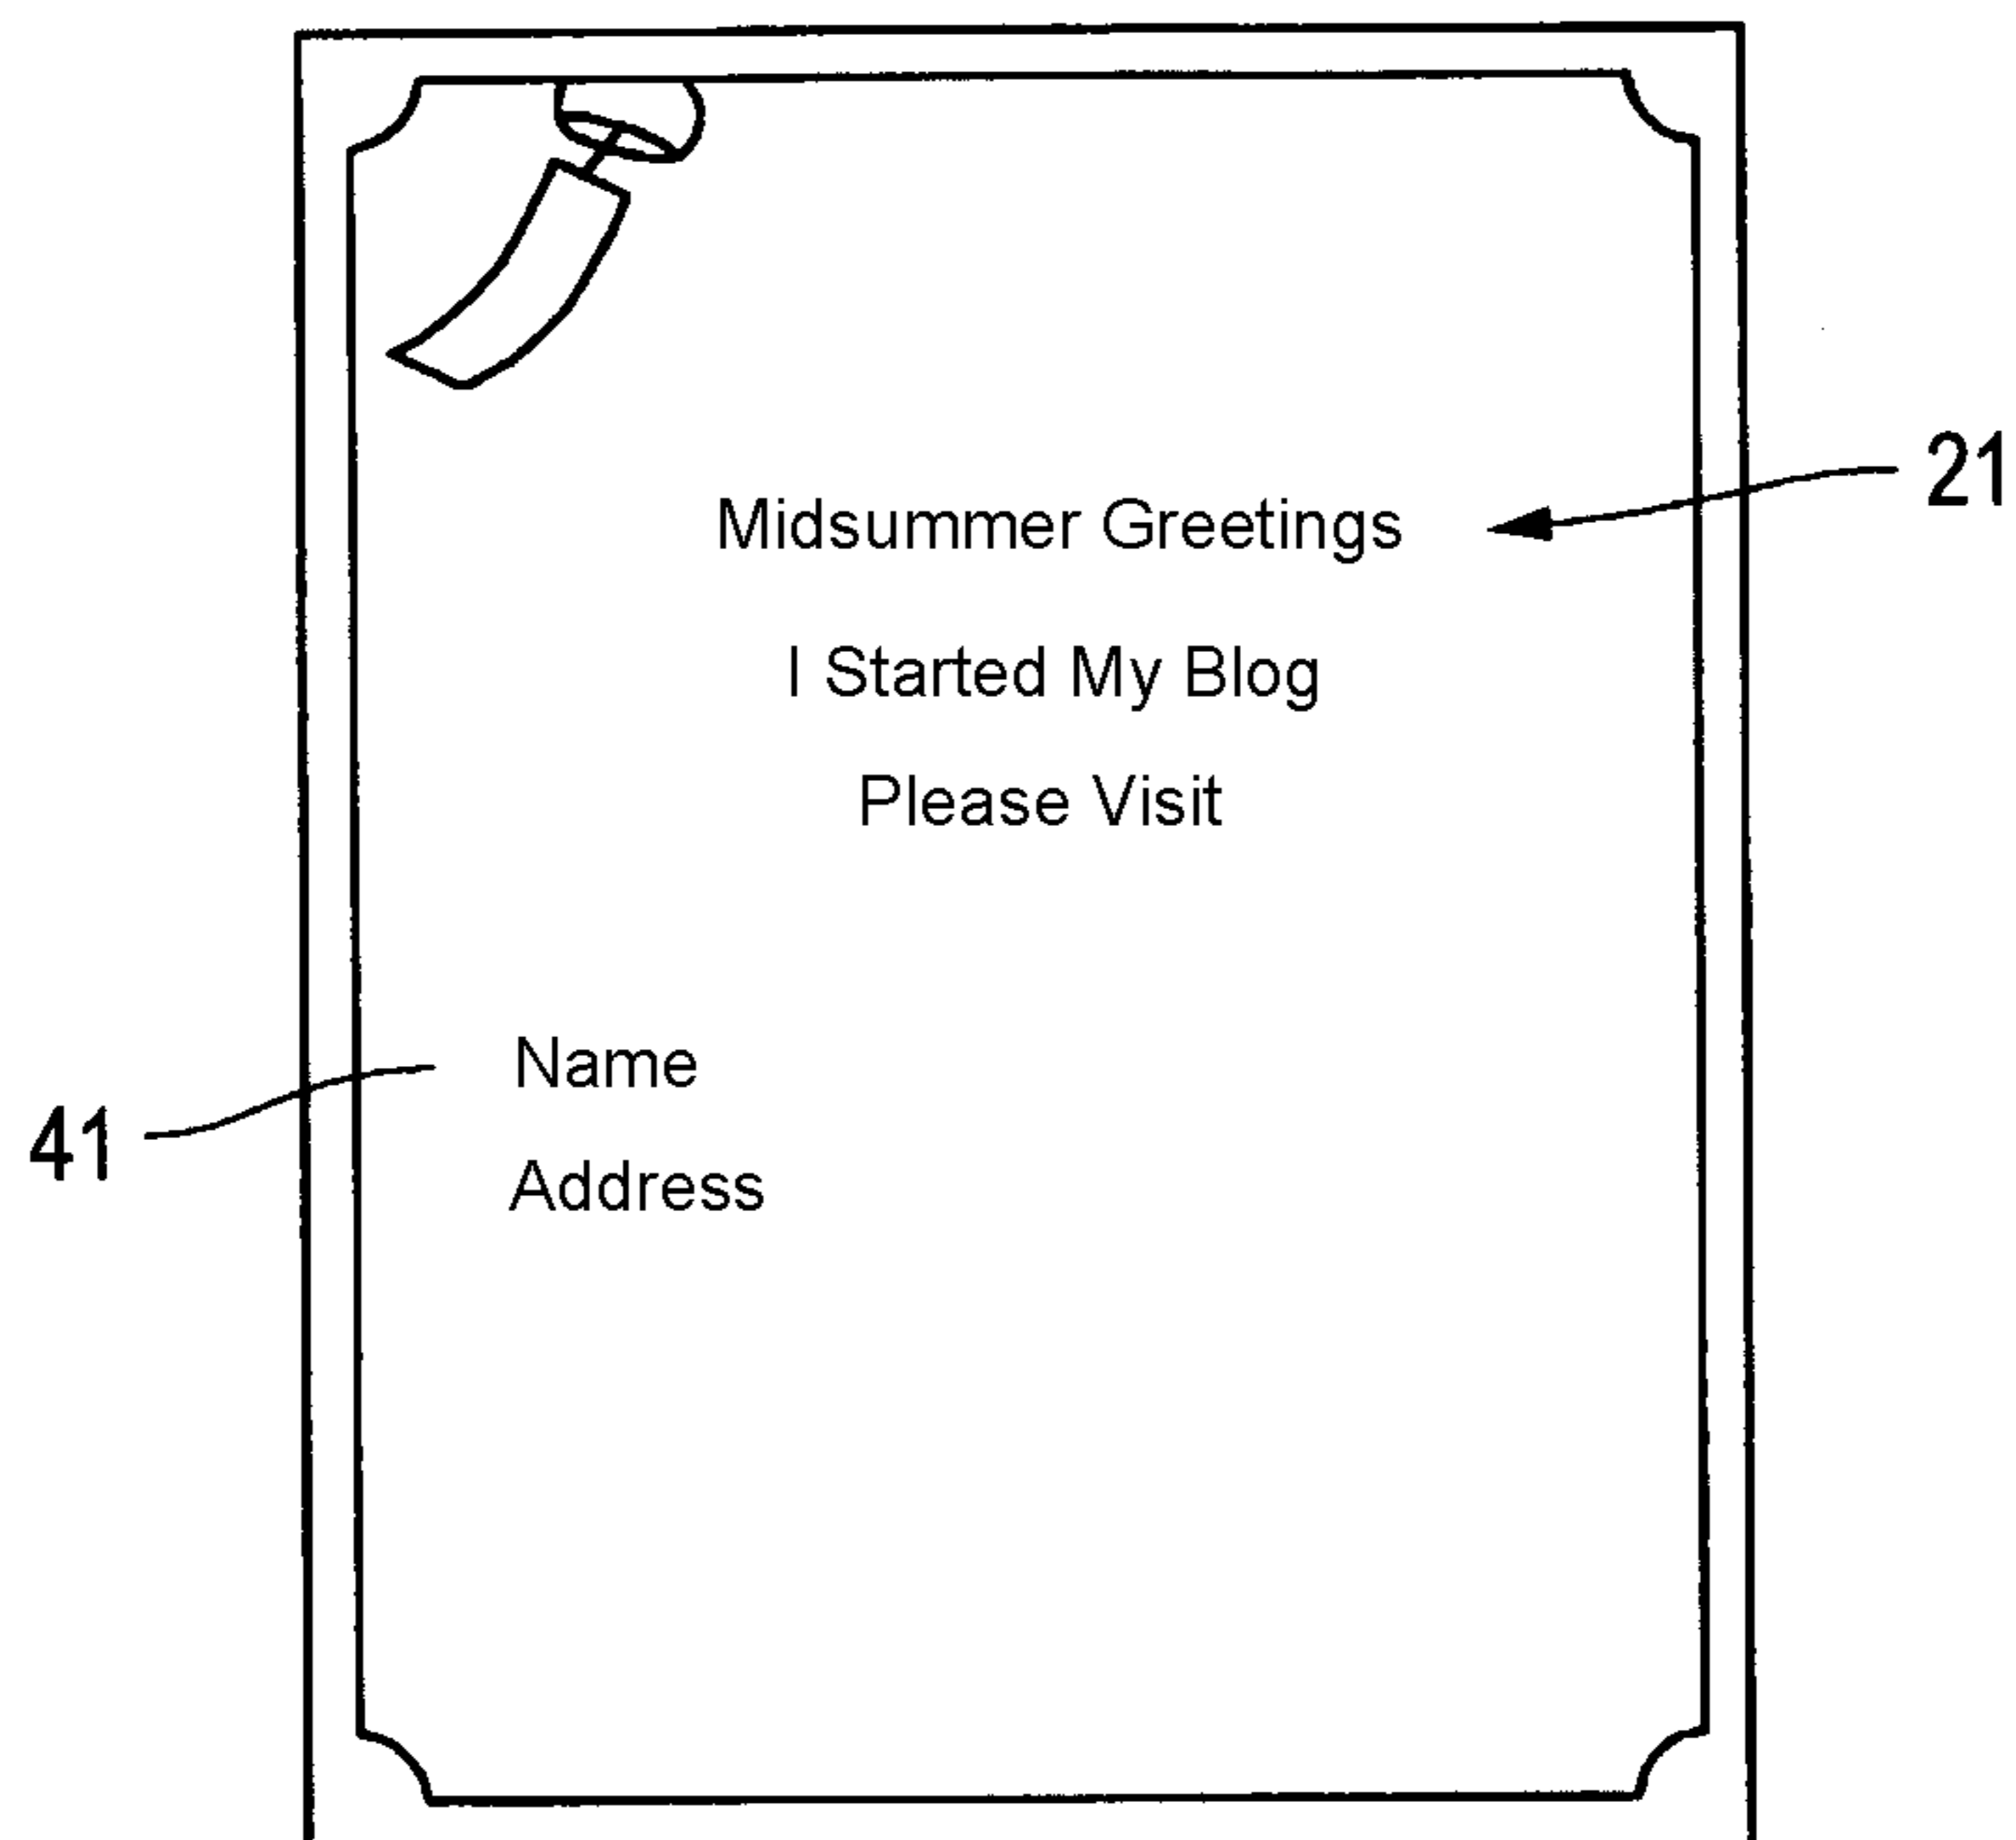 Midsummer Greetings
21
I Started My Blog
Please Visit
Name
41
Address